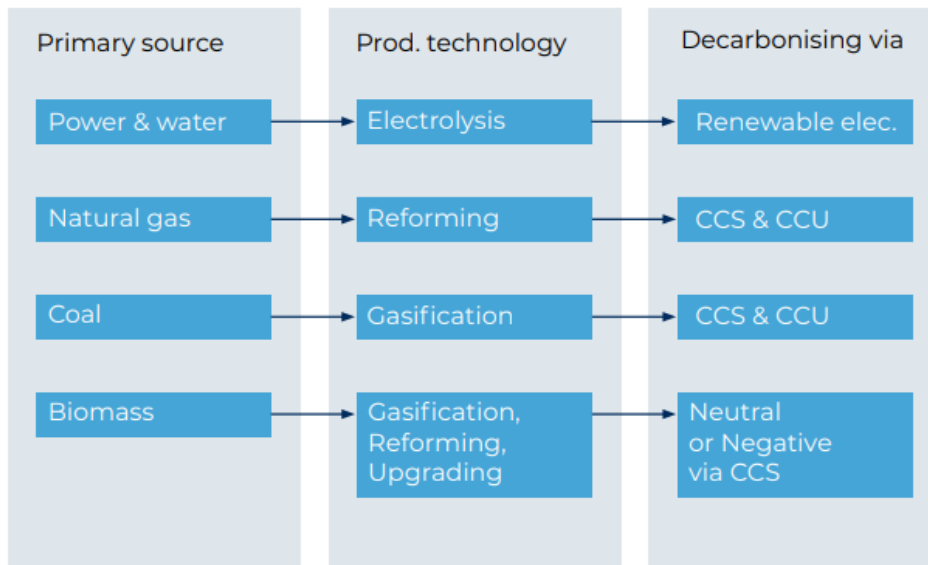 Primary source
Prod. technology
Decarbonising via
Power & water
Electrolysis
Renewable elec.
Natural gas
Reforming
CCS & CCU
Coal
Gasification
CCS & CCU
Biomass
Gasification,
Reforming,
Upgrading
Neutral
or Negative
via CCS